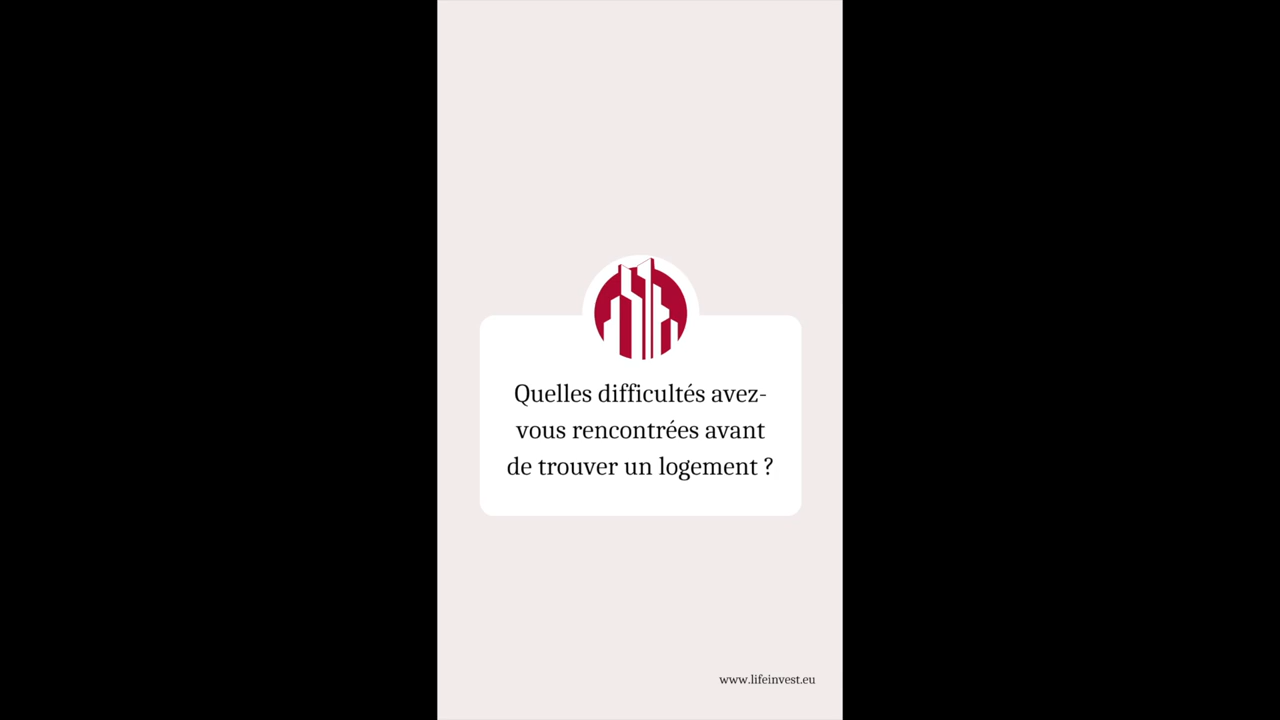 Quelles difficultés avez-
vous rencontrées avant
de trouver un logement ?
www.lifeinvest.eu